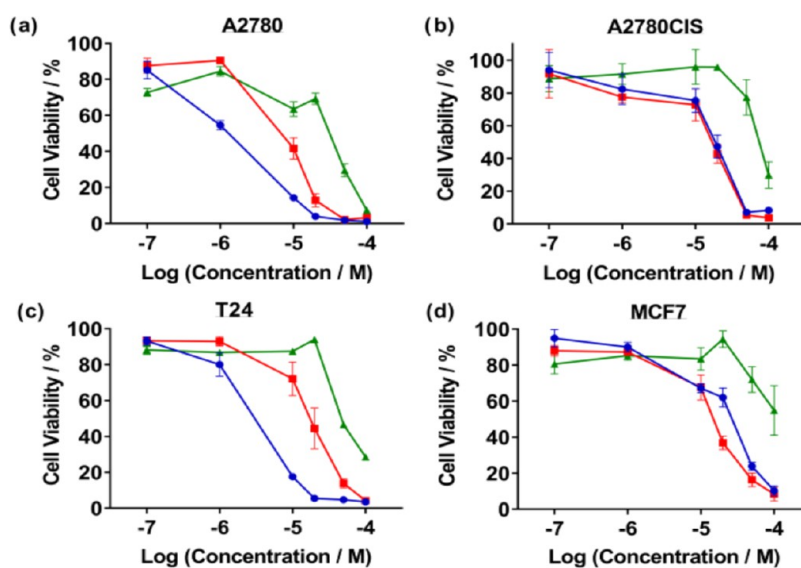 (a)
A2780
100
80
60
40
20
0
Cell Viability / %
-7 -6 -5 -4
Log (Concentration / M)
(b)
A2780CIS
100
80
60
40
20
0
Cell Viability / %
-7 -6 -5 -4
Log (Concentration / M)
(c)
T24
100
80
60
40
20
0
Cell Viability / %
-7 -6 -5 -4
Log (Concentration / M)
(d)
MCF7
100
80
60
40
20
0
Cell Viability / %
-7 -6 -5 -4
Log (Concentration / M)